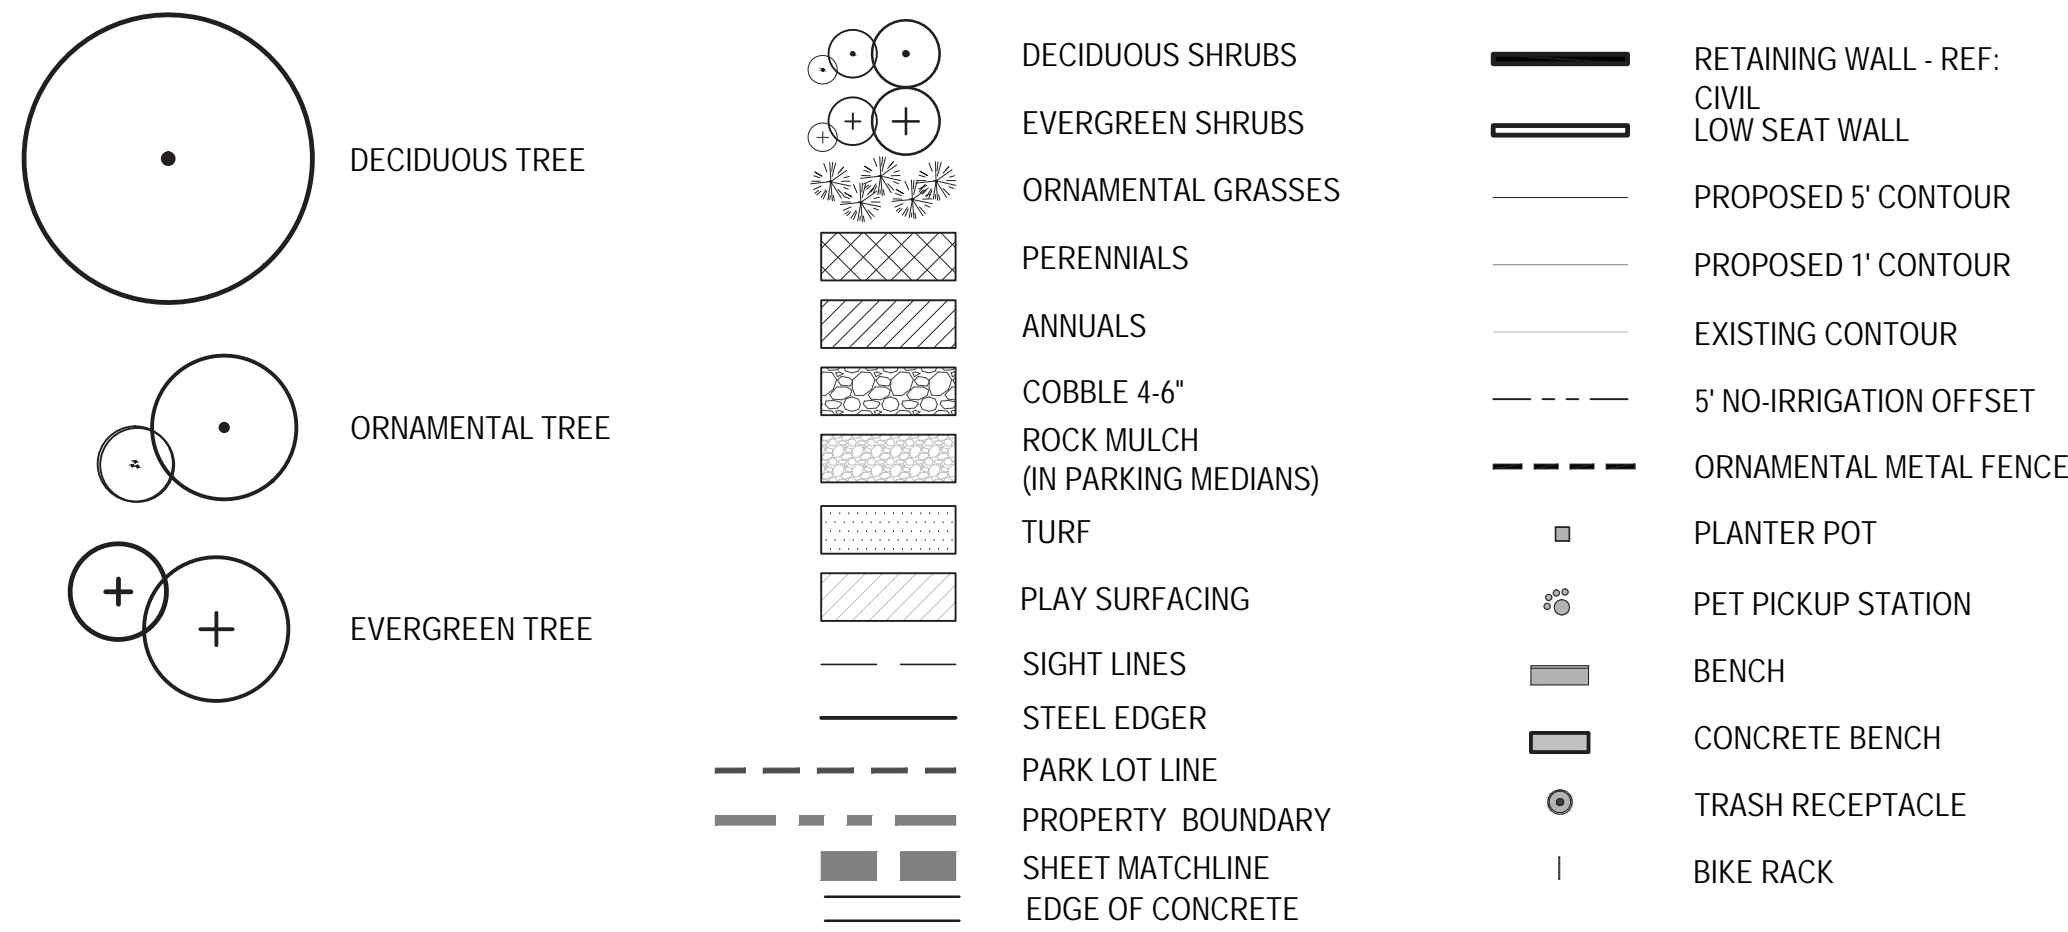 DECIDUOUS TREE
ORNAMENTAL TREE
EVERGREEN TREE
DECIDUOUS SHRUBS
EVERGREEN SHRUBS
ORNAMENTAL GRASSES
PERENNIALS
ANNUALS
COBBLE 4-6"
ROCK MULCH
(IN PARKING MEDIANS)
TURF
PLAY SURFACING
SIGHT LINES
STEEL EDGER
PARK LOT LINE
PROPERTY BOUNDARY
SHEET MATCHLINE
EDGE OF CONCRETE
RETAINING WALL - REF:
CIVIL
LOW SEAT WALL
PROPOSED 5' CONTOUR
PROPOSED 1' CONTOUR
EXISTING CONTOUR
5' NO-IRRIGATION OFFSET
ORNAMENTAL METAL FENCE
PLANTER POT
PET PICKUP STATION
BENCH
CONCRETE BENCH
TRASH RECEPTACLE
BIKE RACK